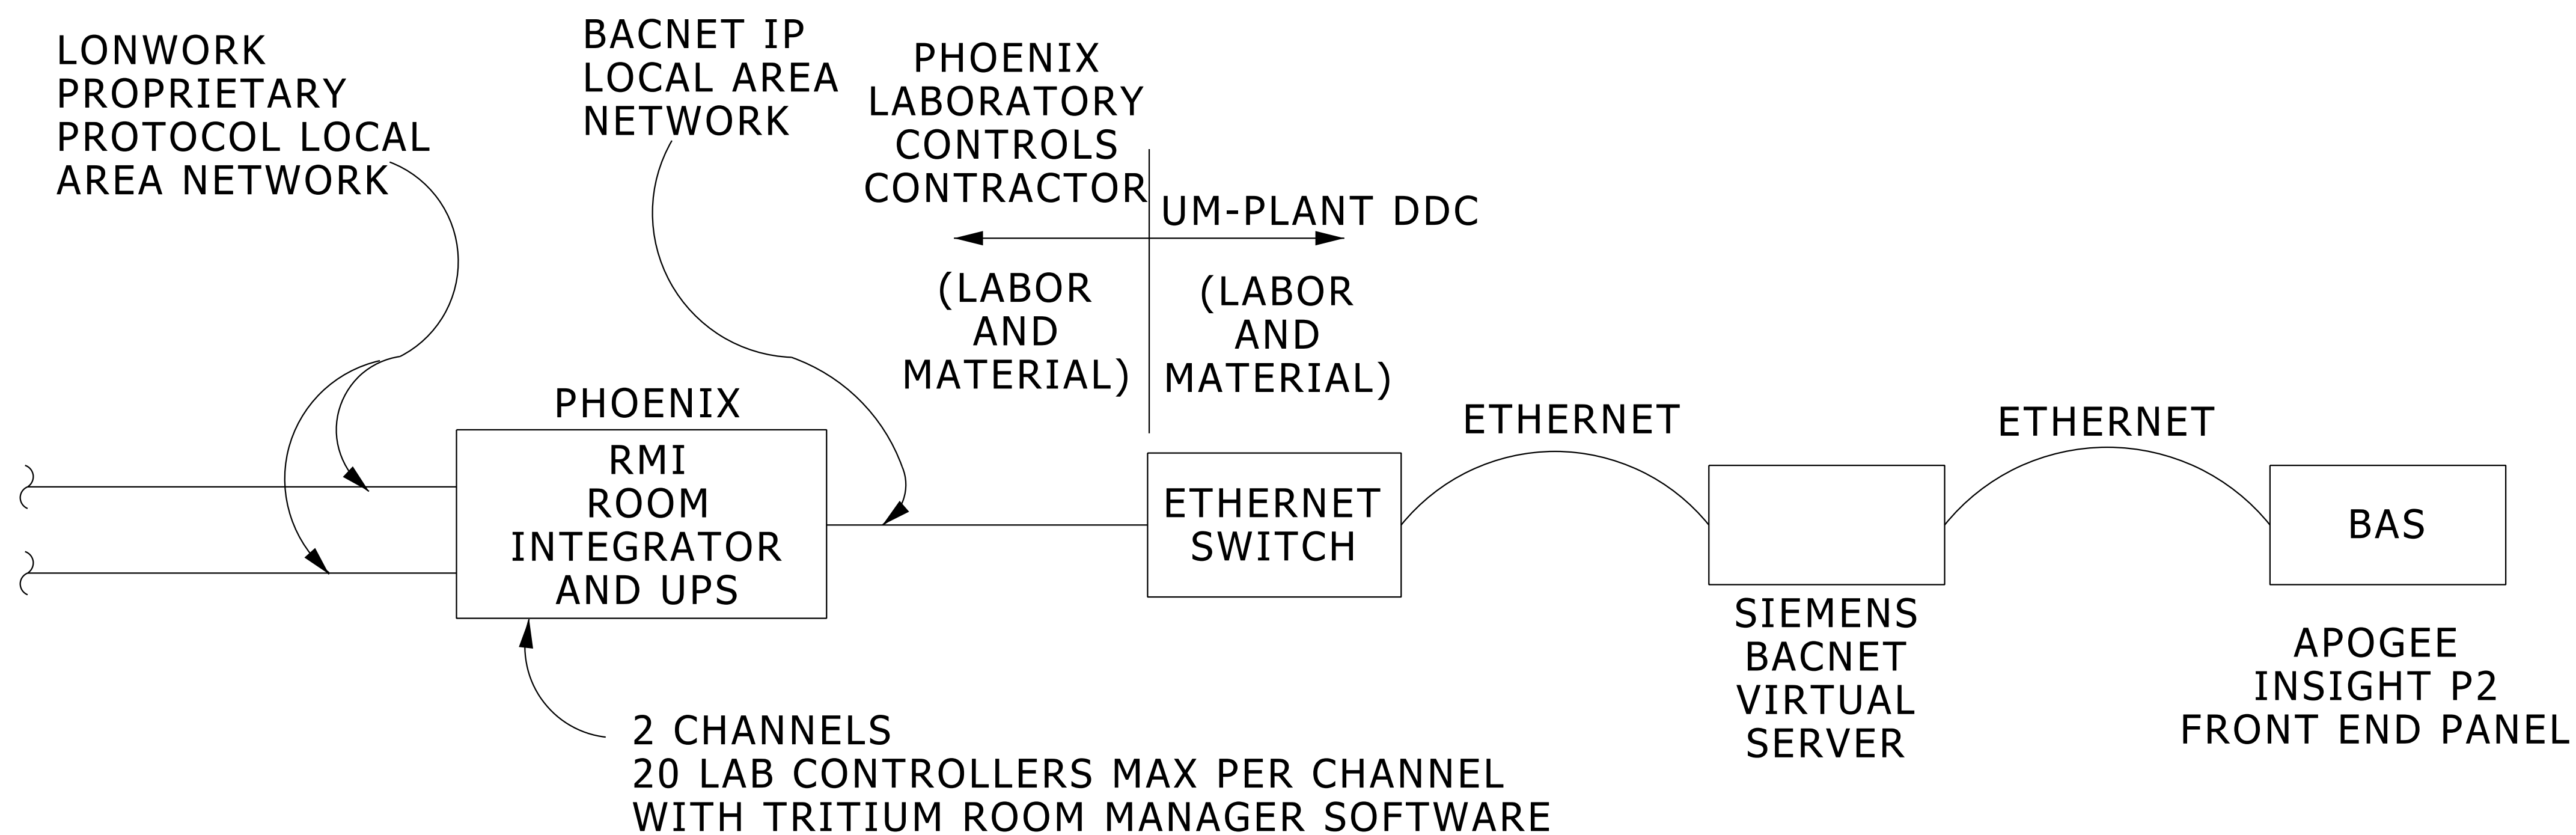 LONWORK
PROPRIETARY
PROTOCOL LOCAL
AREA NETWORK
BACNET IP
LOCAL AREA
NETWORK
PHOENIX
LABORATORY
CONTROLS
CONTRACTOR
UM-PLANT DDC
(LABOR
AND
MATERIAL)
(LABOR
AND
MATERIAL)
PHOENIX
RMI
ROOM
INTEGRATOR
AND UPS
ETHERNET
SWITCH
ETHERNET
ETHERNET
BAS
SIEMENS
BACNET
VIRTUAL
SERVER
APOGEE
INSIGHT P2
FRONT END PANEL
2 CHANNELS
20 LAB CONTROLLERS MAX PER CHANNEL
WITH TRITIUM ROOM MANAGER SOFTWARE